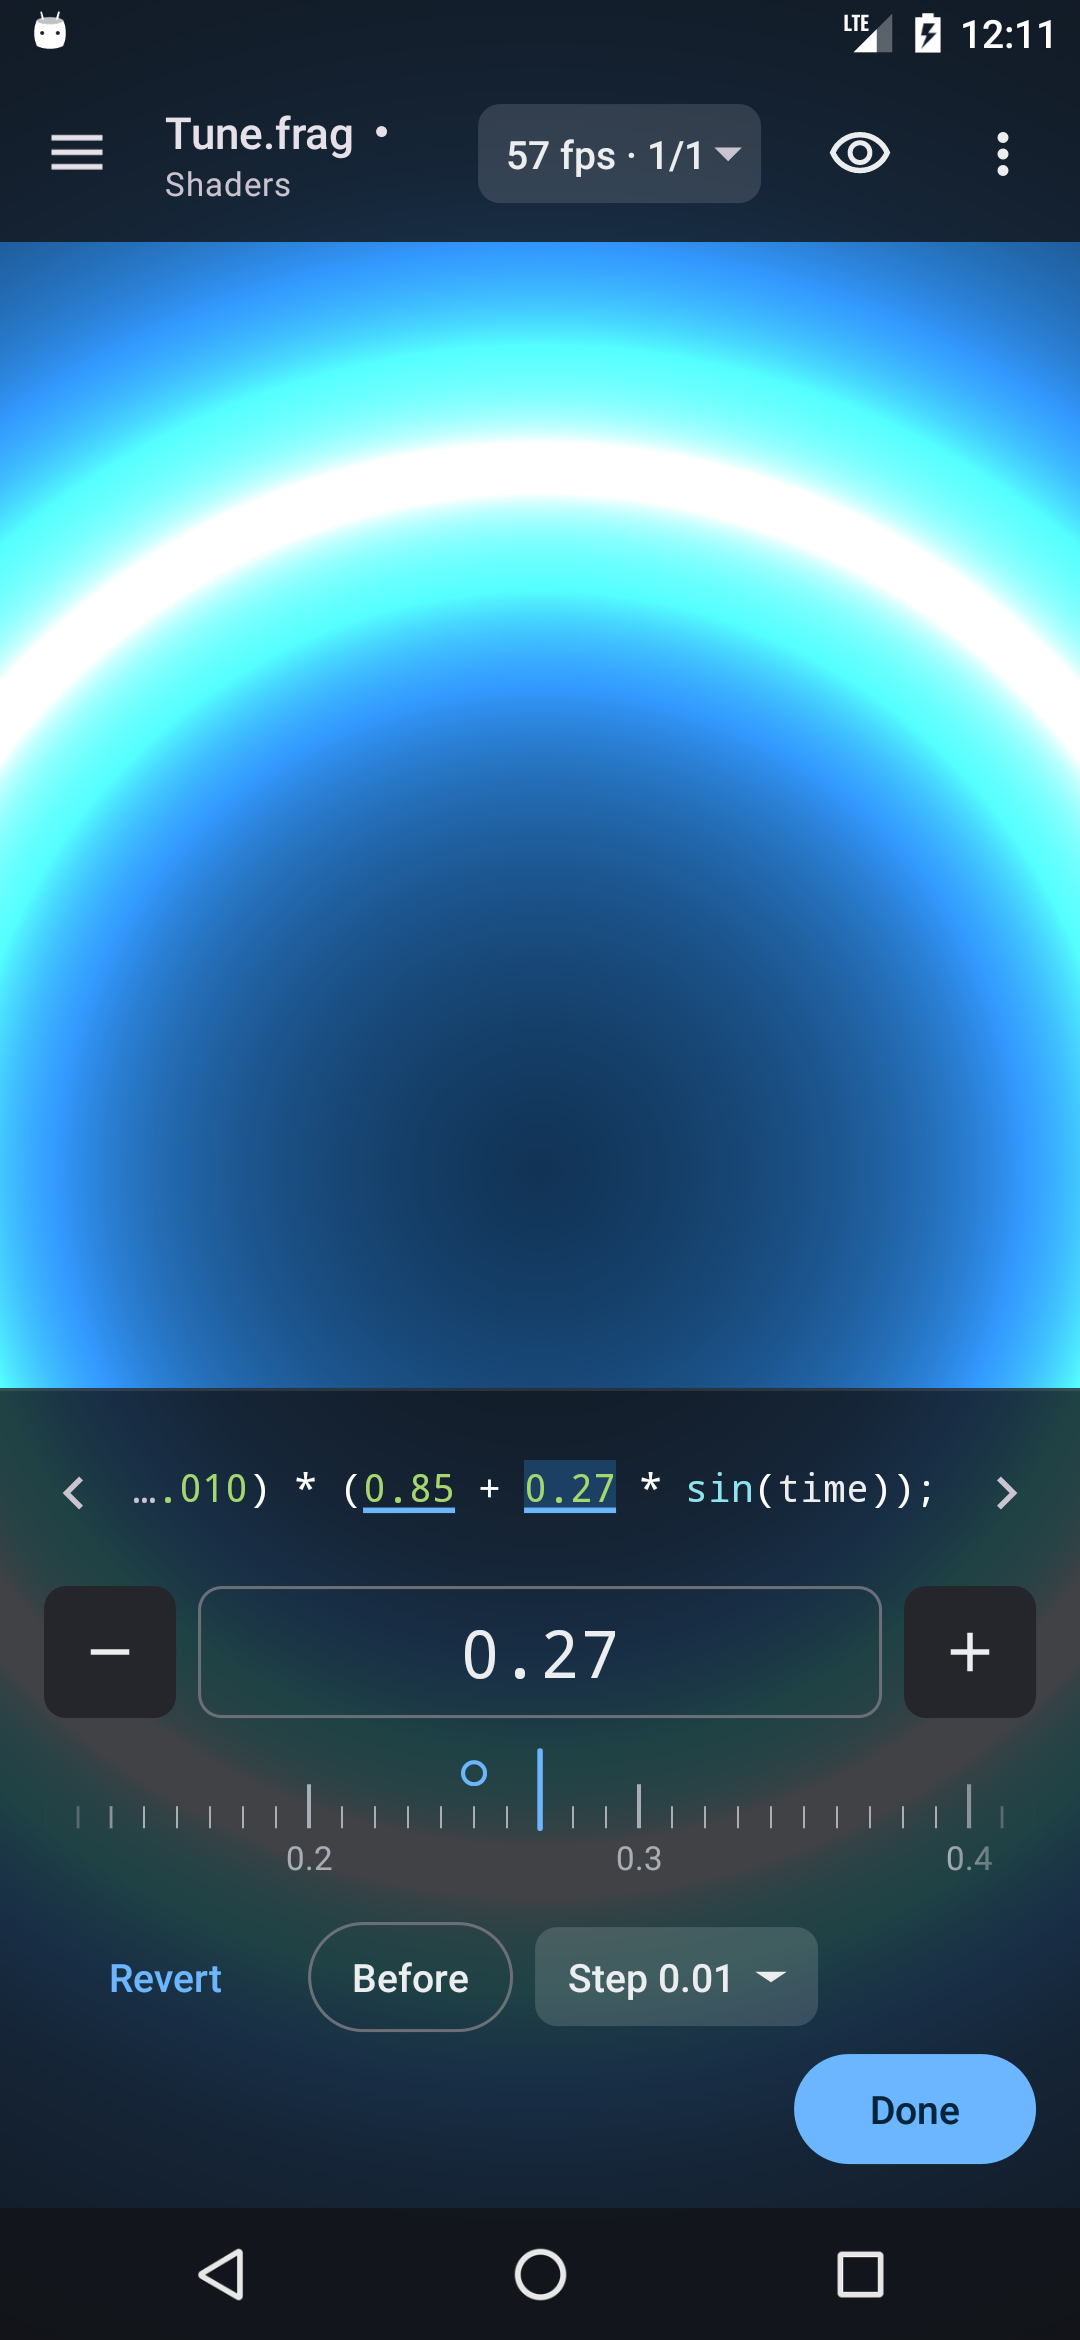 LTE 12:11
Tune.frag •
57 fps · 1/1
Shaders
….010) * (0.85 + 0.27 * sin(time));
0.27
0.2 0.3 0.4
Revert Before Step 0.01
Done